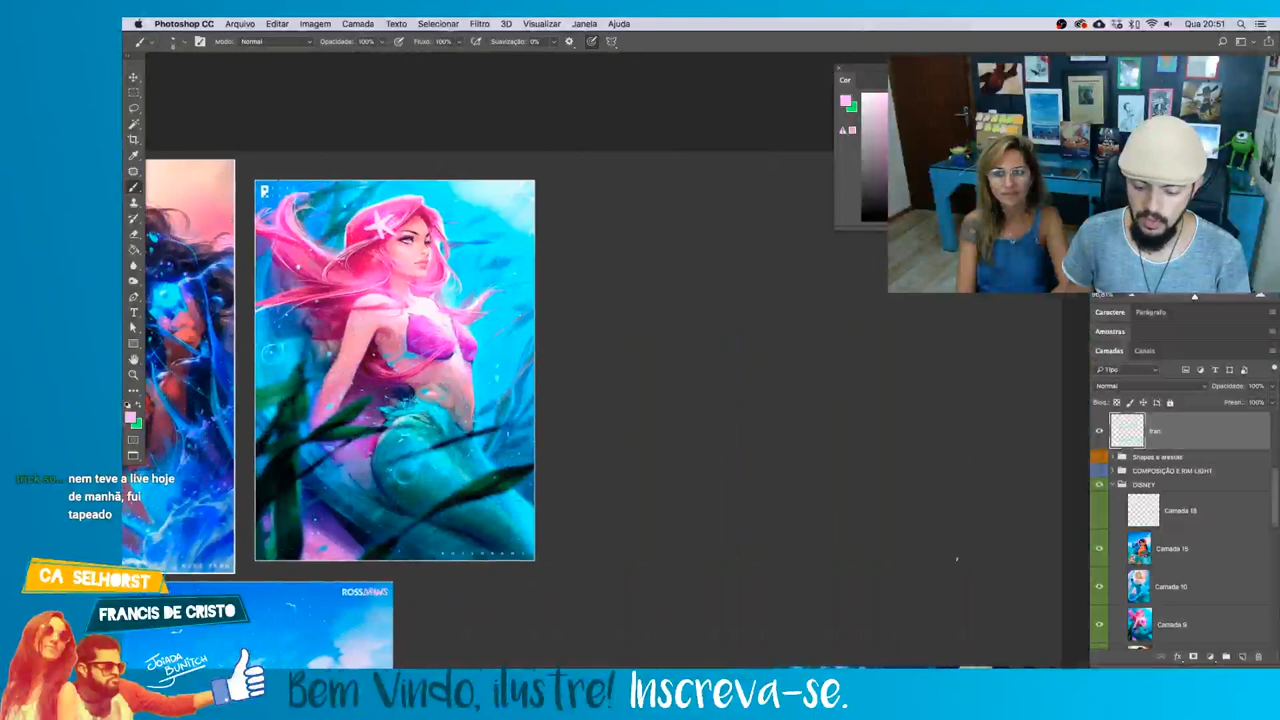 Photoshop CC Arquivo Editar Imagem Camada Texto Selecionar Filtro 3D Visualizar Janela Ajuda
Qua 20:51
Modo: Normal Opacidade: 100% Fluxo: 100% Suavização: 0%
Cor
Caractere Parágrafo
Amostras
Camadas Canais
Tipo
Normal Opacidade: 100%
100%
fran
Shapes e arestas
COMPOSIÇÃO E RIM LIGHT
DISNEY
Camada 18
Camada 15
Camada 10
Camada 9
nem teve a live hoje
de manhã, fui
tapeado
CA SELHORST
FRANCIS DE CRISTO
JOIADA
BUNITCH
ROSSDRAWS
Bem Vindo, ilustre! Inscreva-se.